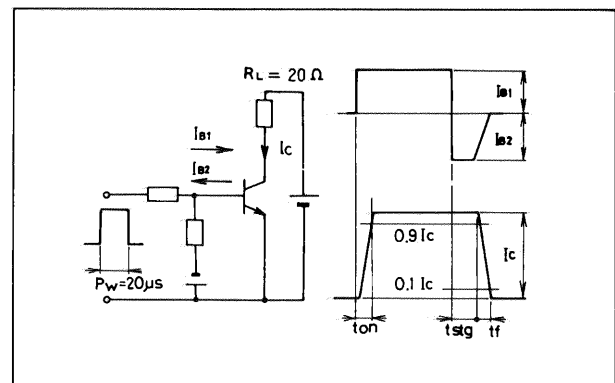 RL = 20 Ω
IB1
IB2
Ic
Pw=20μs
IB1
IB2
0.9 Ic
Ic
0.1 Ic
ton
tstg
tf